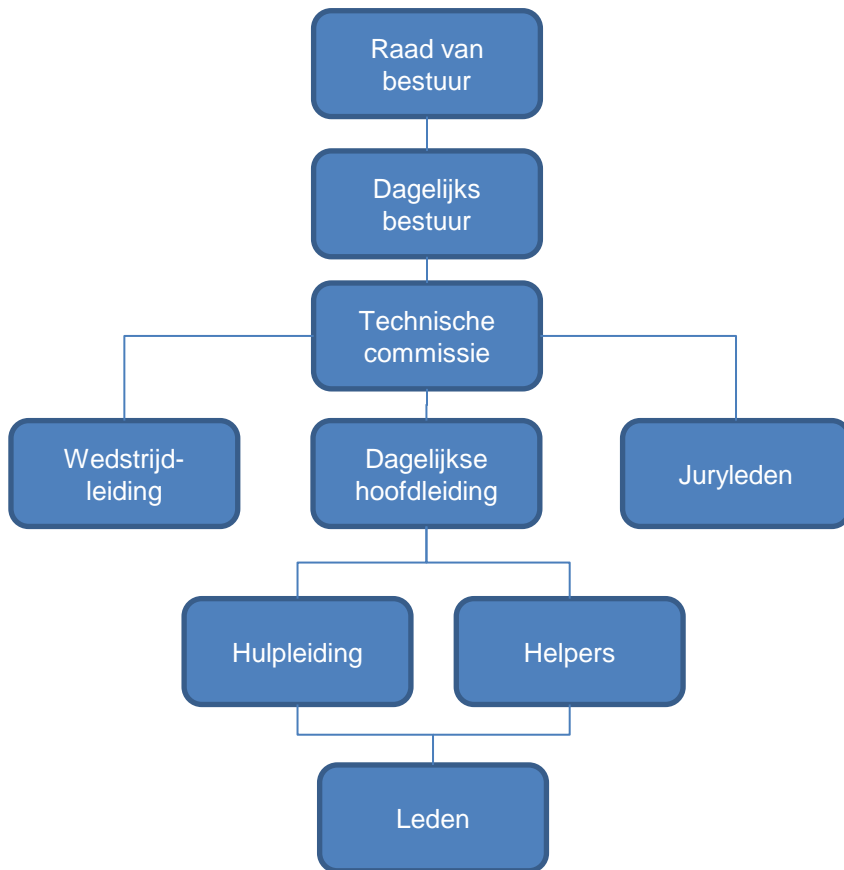 Raad van
bestuur
Dagelijks
bestuur
Technische
commissie
Wedstrijd-
leiding
Dagelijkse
hoofdleiding
Juryleden
Hulpleiding
Helpers
Leden